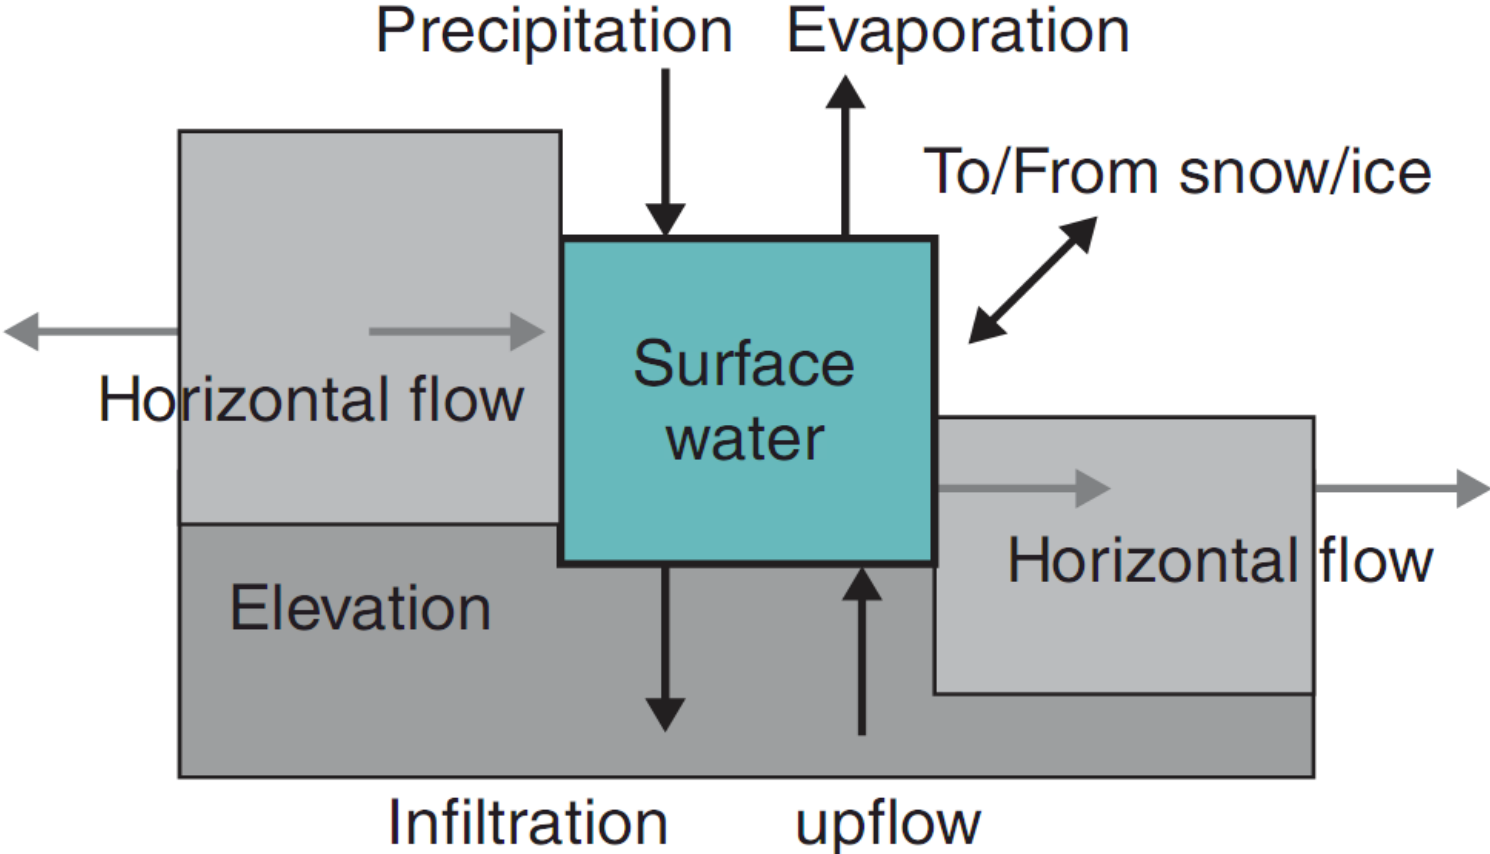 Precipitation
Evaporation
To/From snow/ice
Surface
water
Horizontal flow
Horizontal flow
Elevation
Infiltration
upflow